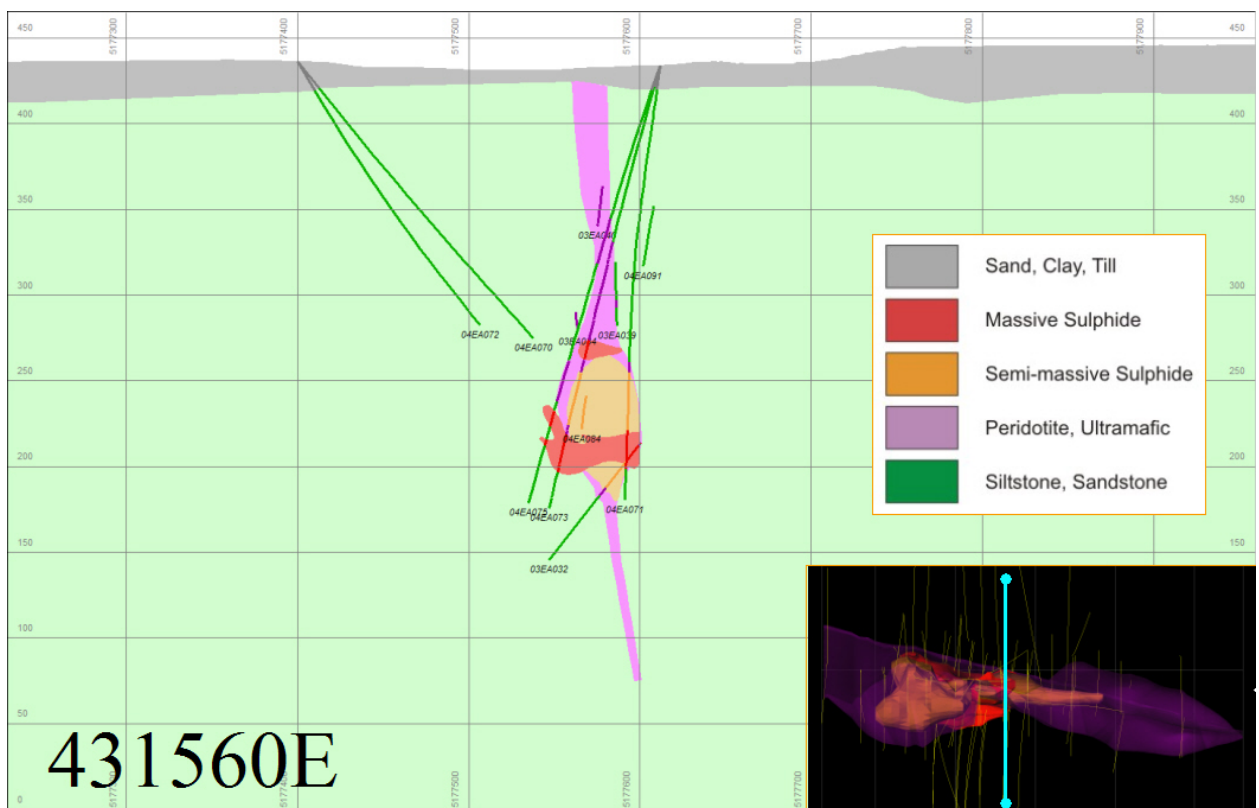 450
5177300
5177400
5177500
5177600
5177700
5177800
5177900
450
400
400
350
350
300
300
250
250
200
200
150
150
100
50
0
03EA040
04EA091
04EA072
04EA070
03EA039
04EA084
04EA075
04EA073
04EA071
03EA032
Sand, Clay, Till
Massive Sulphide
Semi-massive Sulphide
Peridotite, Ultramafic
Siltstone, Sandstone
431560E
5177400
5177500
5177600
5177700